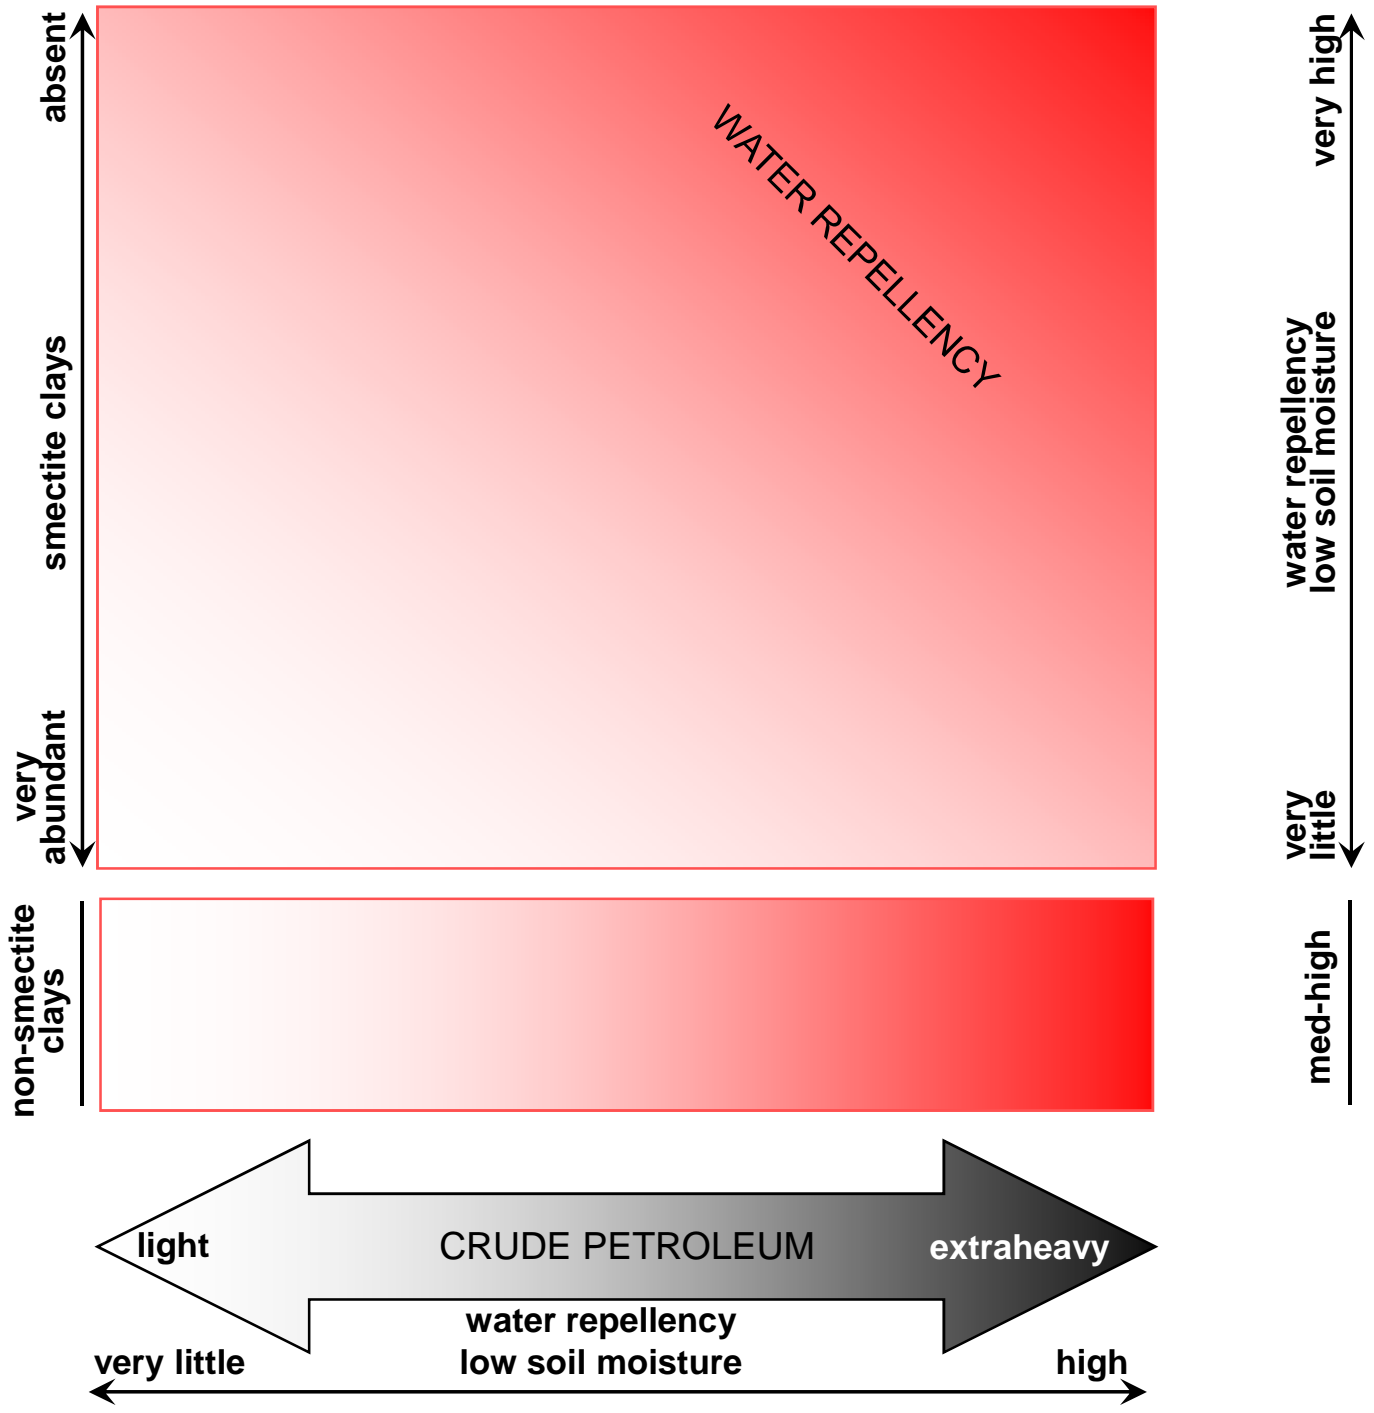 absent
smectite clays
very
abundant
WATER REPELLENCY
very high
water repellency
low soil moisture
very
little
non-smectite
clays
med-high
light
CRUDE PETROLEUM
extraheavy
water repellency
very little
low soil moisture
high